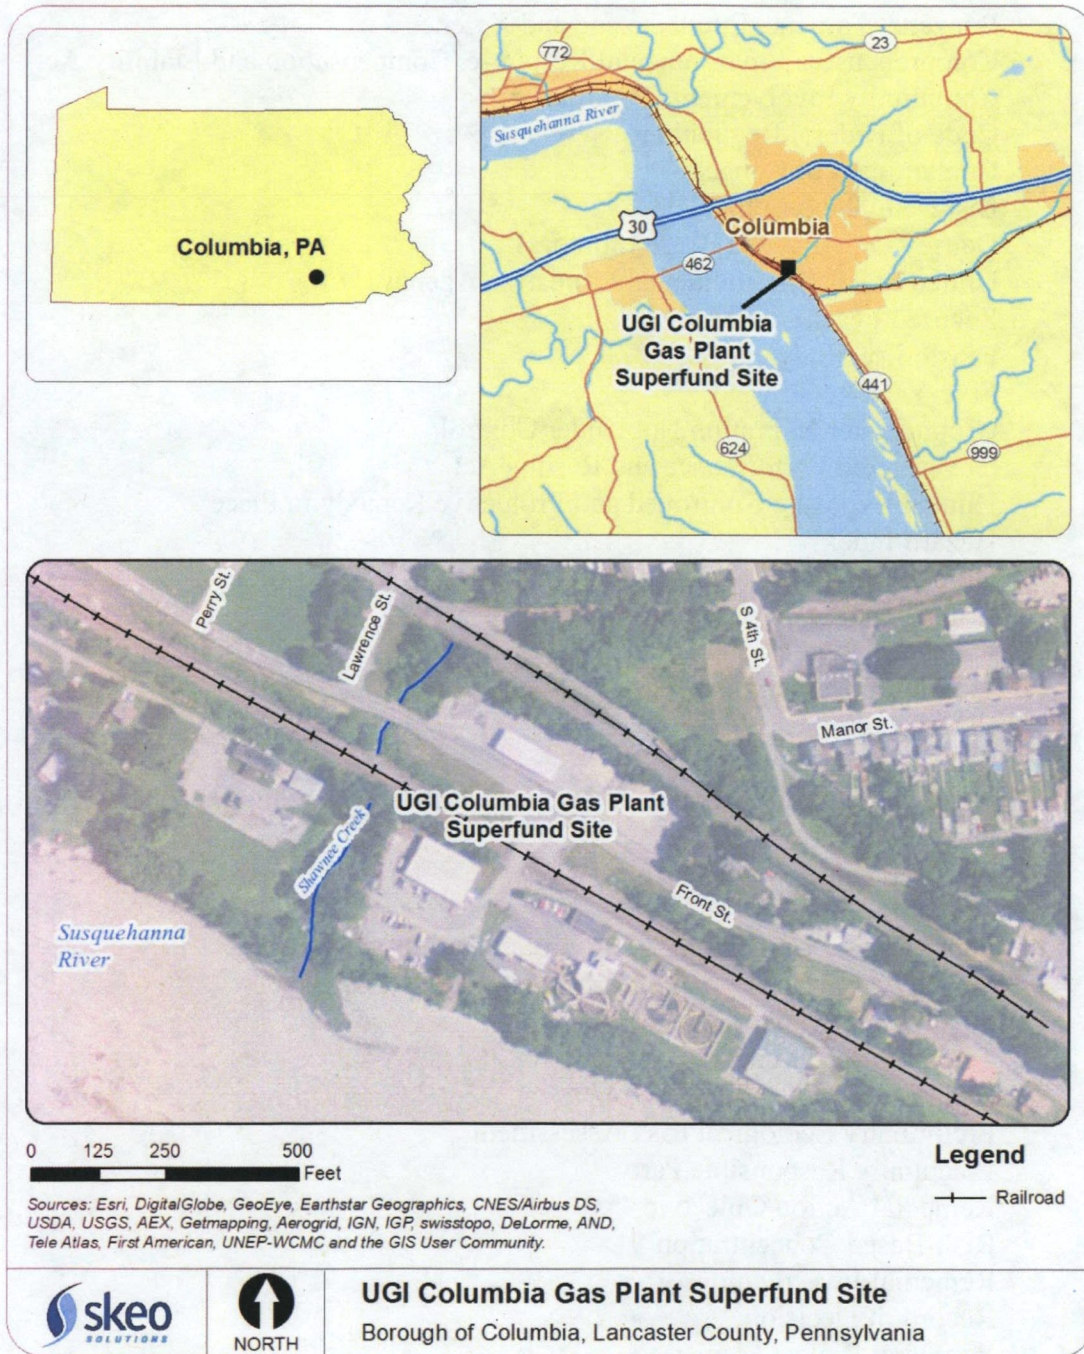 Columbia, PA
772
23
Susquehanna River
30
Columbia
462
UGI Columbia
Gas Plant
Superfund Site
441
624
999
Perry St.
Lawrence St.
S 4th St.
Manor St.
UGI Columbia Gas Plant
Superfund Site
Shawnee Creek
Front St.
Susquehanna
River
0 125 250 500
Feet
Legend
Railroad
Sources: Esri, DigitalGlobe, GeoEye, Earthstar Geographics, CNES/Airbus DS,
USDA, USGS, AEX, Getmapping, Aerogrid, IGN, IGP, swisstopo, DeLorme, AND,
Tele Atlas, First American, UNEP-WCMC and the GIS User Community.
skeo
SOLUTIONS
NORTH
UGI Columbia Gas Plant Superfund Site
Borough of Columbia, Lancaster County, Pennsylvania